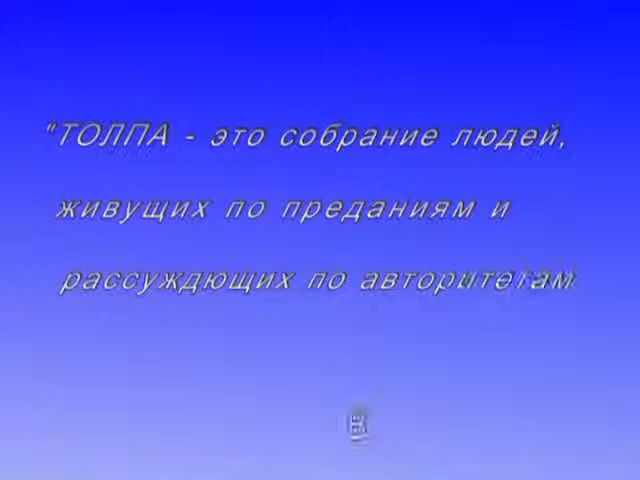 "ТОЛПА - это собрание людей,
живущих по преданиям и
рассуждющих по авторитетам